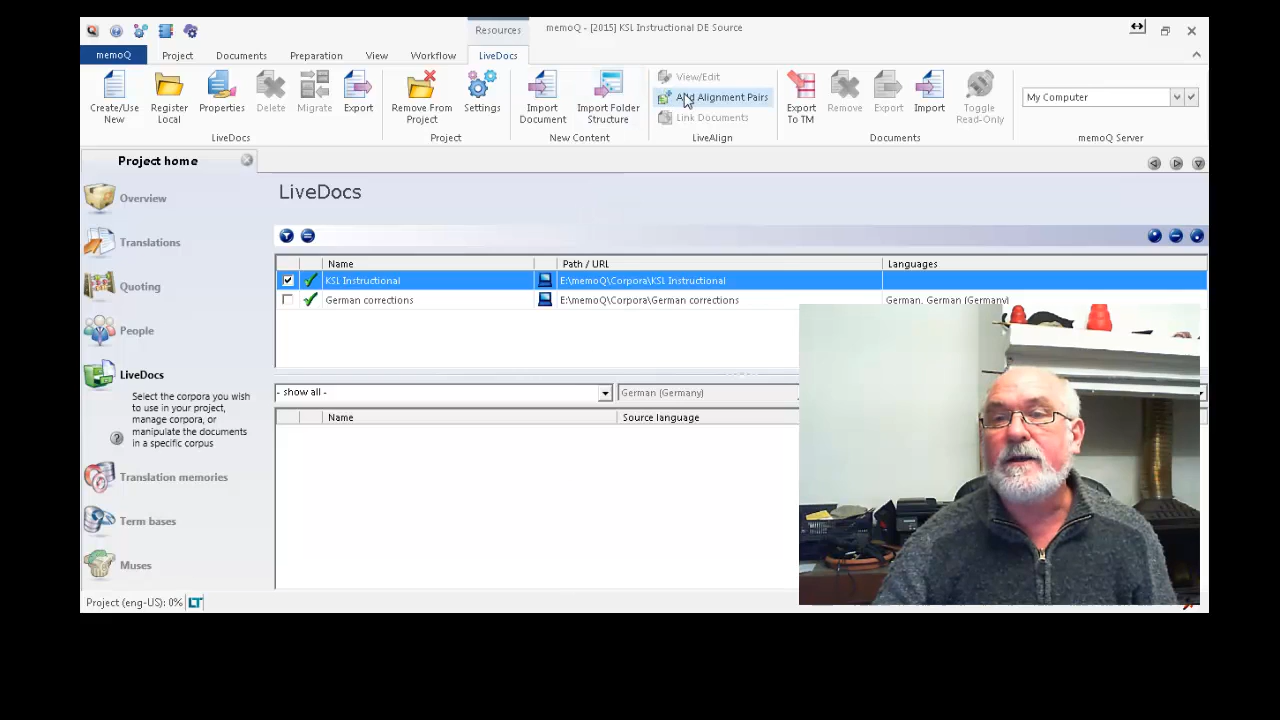 Resources
memoQ - [2015] KSL Instructional DE Source
memoQ
Project
Documents
Preparation
View
Workflow
LiveDocs
Create/Use New
Register Local
Properties
Delete
Migrate
Export
LiveDocs
Remove From Project
Settings
Project
Import Document
Import Folder Structure
New Content
View/Edit
Add Alignment Pairs
Link Documents
LiveAlign
Export To TM
Remove
Export
Import
Toggle Read-Only
Documents
My Computer
memoQ Server
Project home
Overview
Translations
Quoting
People
LiveDocs
Select the corpora you wish
to use in your project,
manage corpora, or
manipulate the documents
in a specific corpus
Translation memories
Term bases
Muses
LiveDocs
Name Path / URL Languages
KSL Instructional E:\memoQ\Corpora\KSL Instructional
German corrections E:\memoQ\Corpora\German corrections German, German (Germany)
- show all - German (Germany)
Name Source language
Project (eng-US): 0% LT